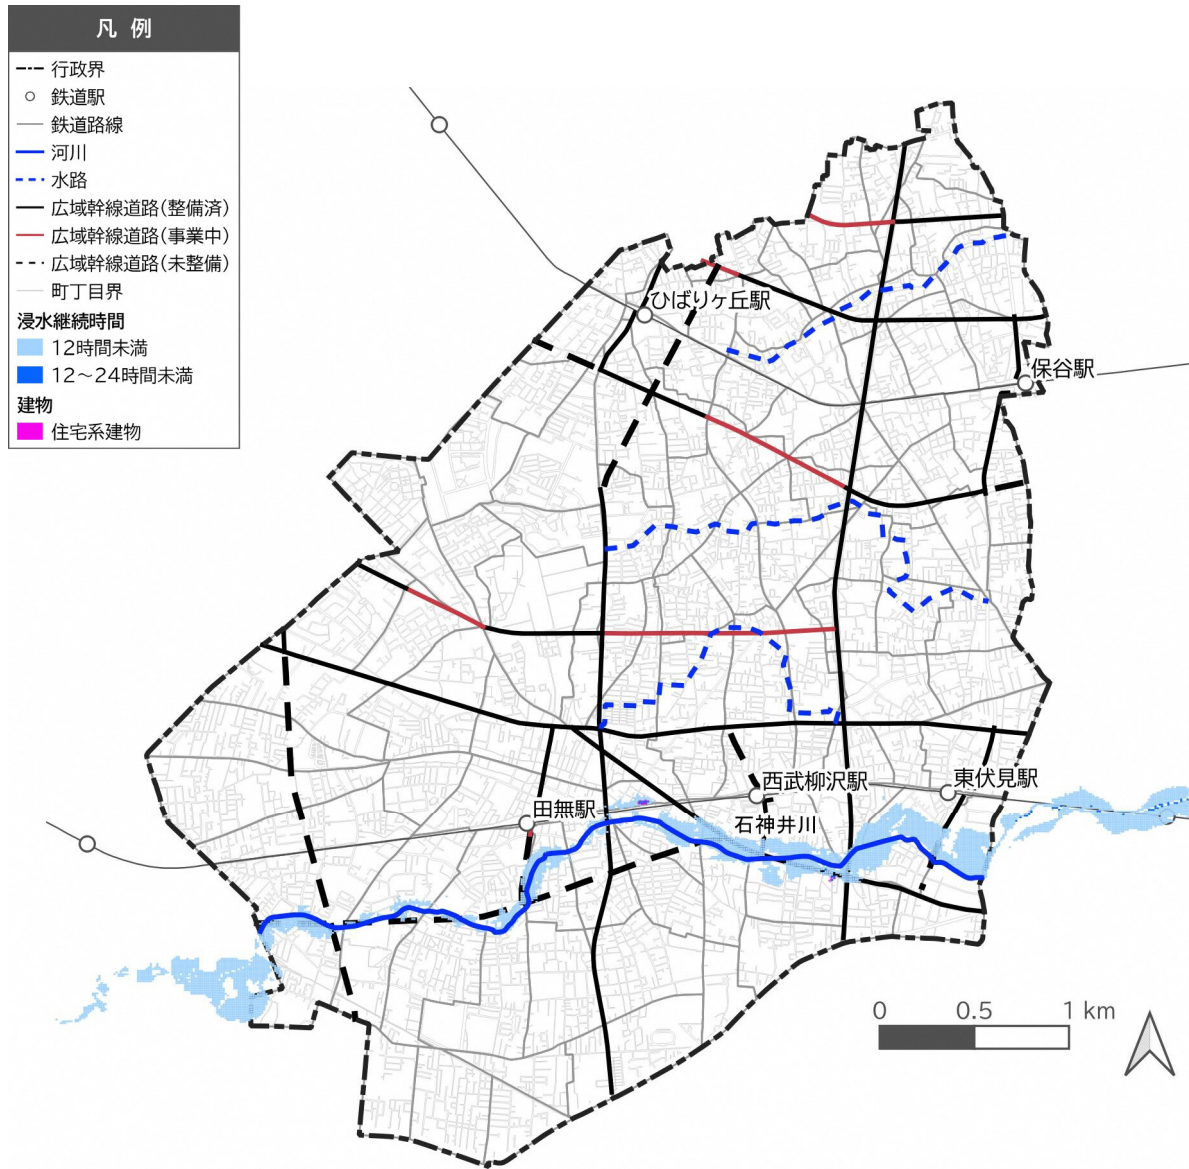 凡 例
行政界
鉄道駅
鉄道路線
河川
水路
広域幹線道路(整備済)
広域幹線道路(事業中)
広域幹線道路(未整備)
町丁目界
浸水継続時間
12時間未満
12～24時間未満
建物
住宅系建物
ひばりヶ丘駅
保谷駅
西武柳沢駅
東伏見駅
田無駅
石神井川
0 0.5 1 km